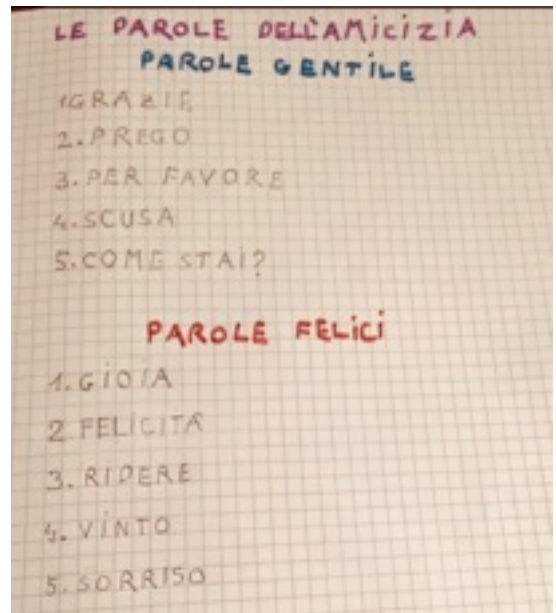 LE PAROLE DELL'AMICIZIA
PAROLE GENTILE
1GRAZIE
2.PREGO
3.PER FAVORE
4.SCUSA
5.COME STAI?
PAROLE FELICI
1.GIOIA
2 FELICITÀ
3.RIDERE
4.VINTO
5.SORRISO